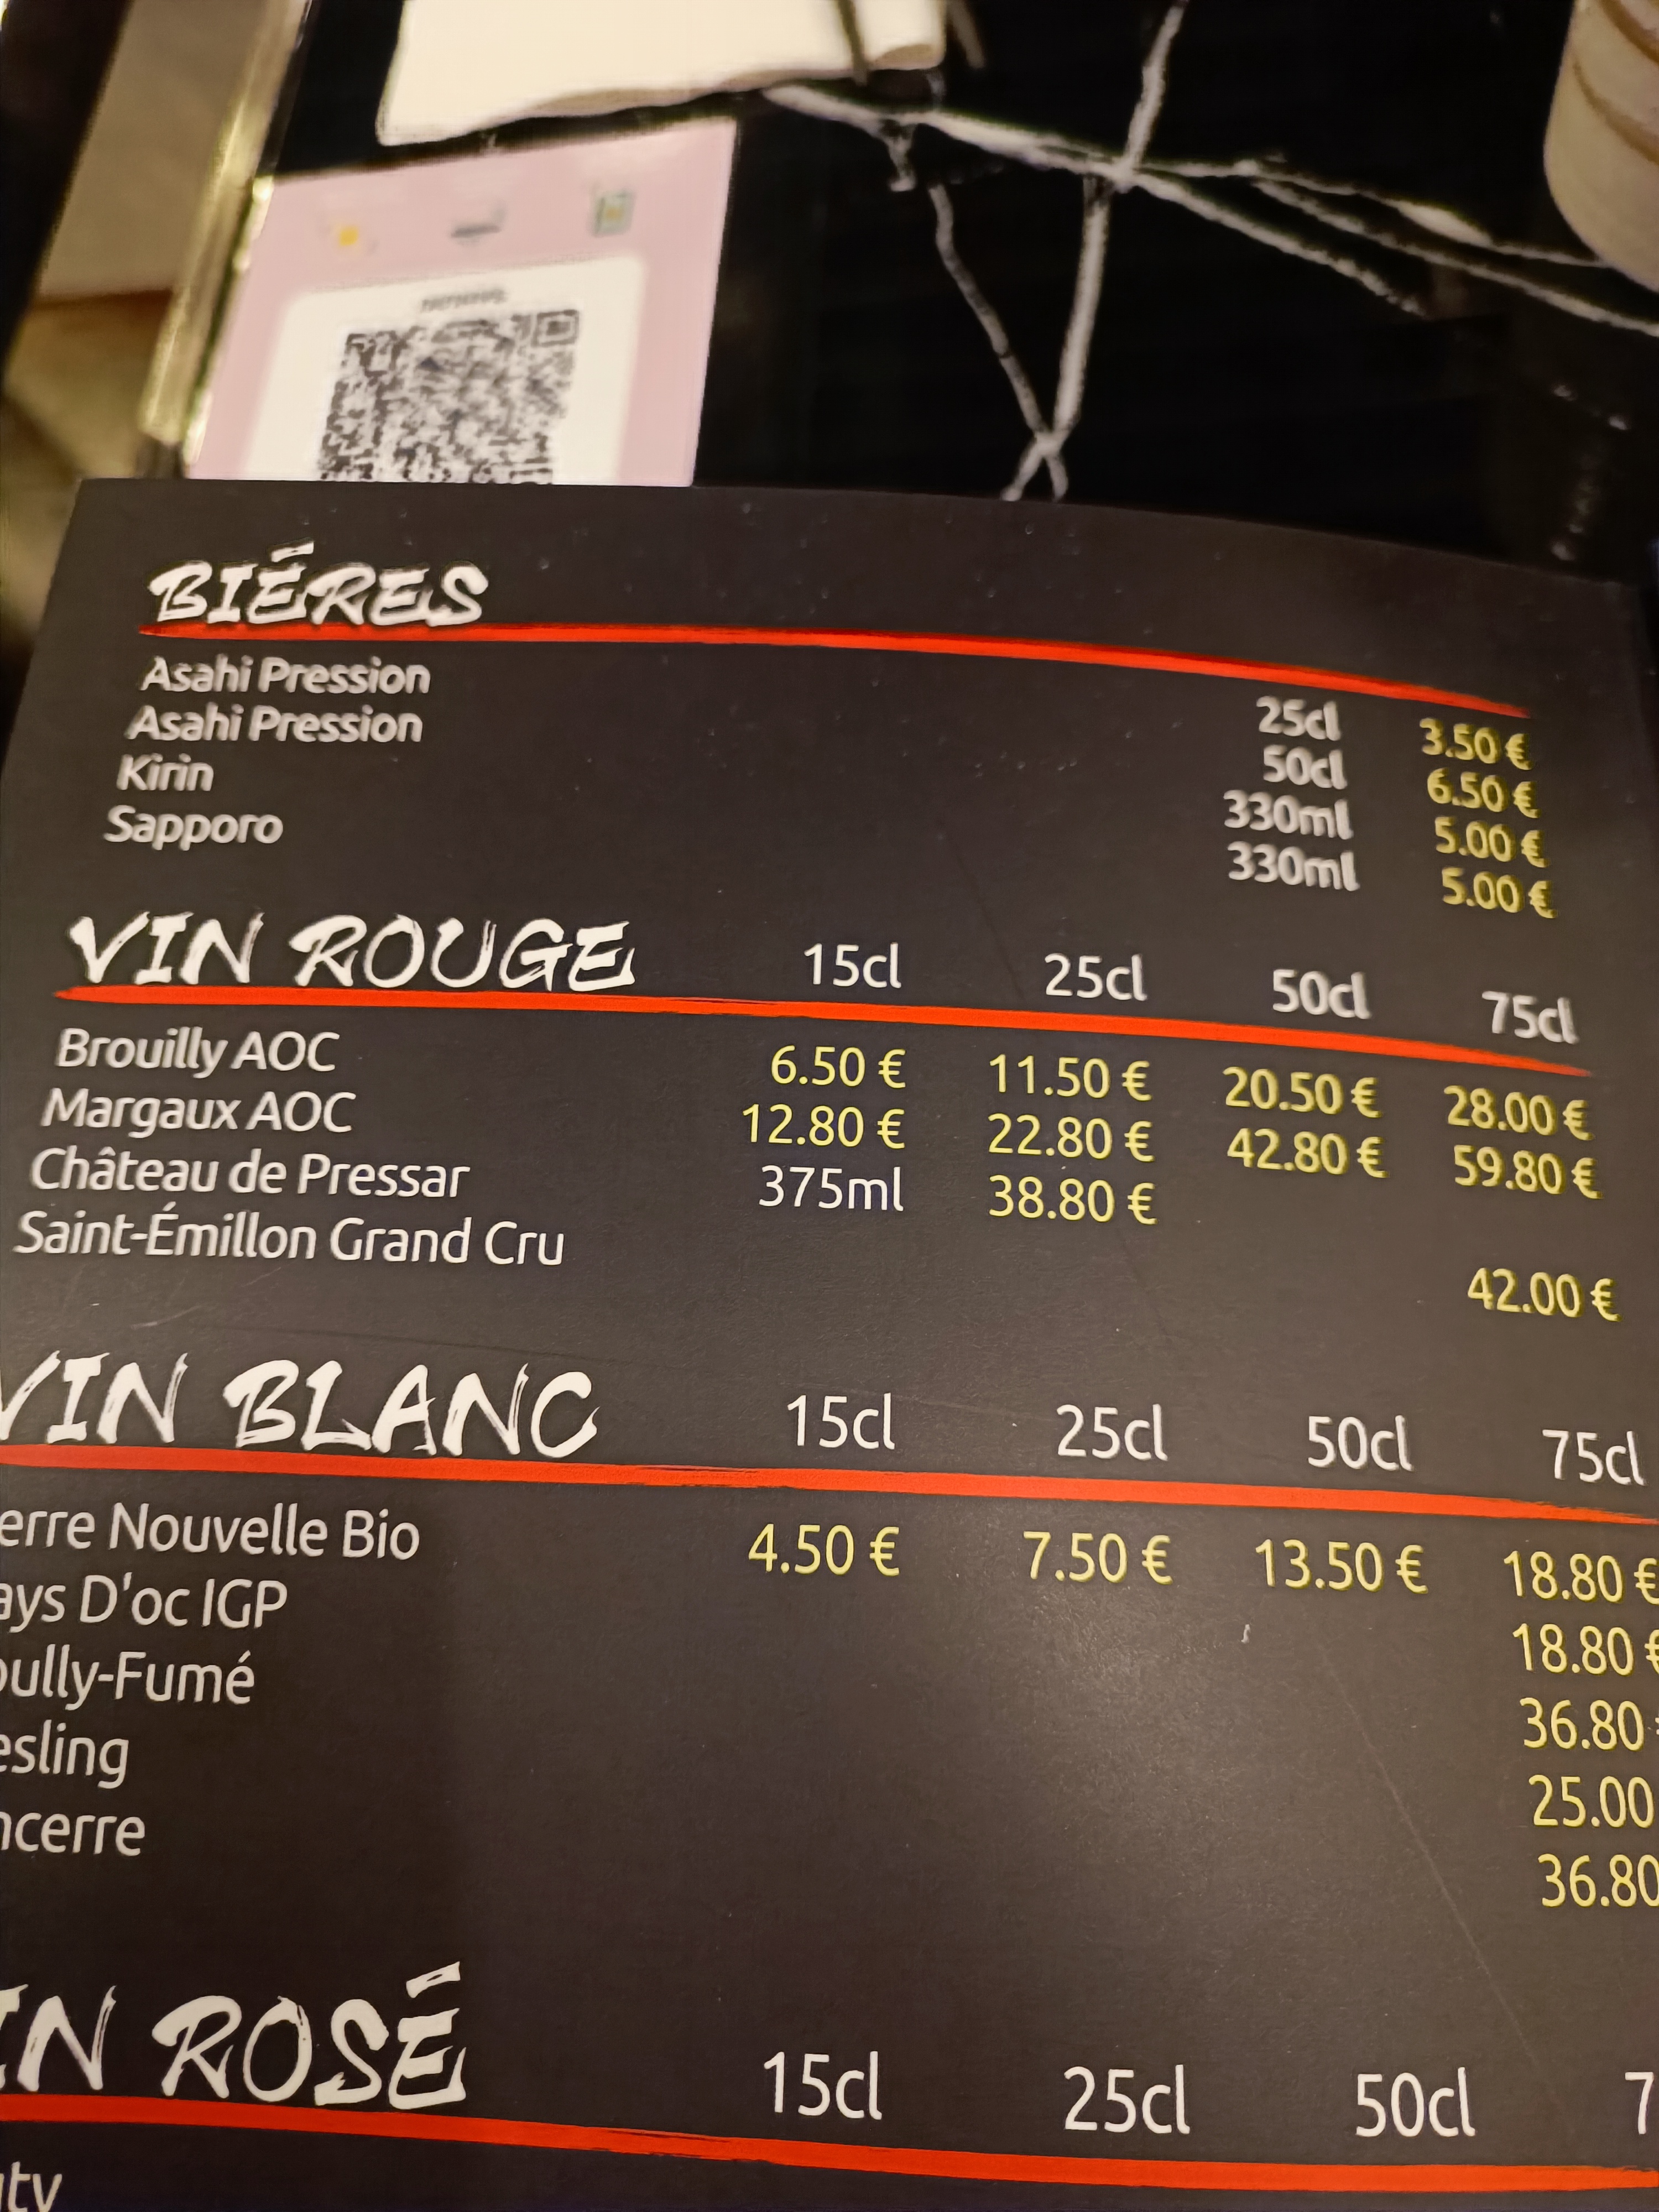 BIÉRES
Asahi Pression 25cl 3.50 €
Asahi Pression 50cl 6.50 €
Kirin 330ml 5.00 €
Sapporo 330ml 5.00 €
VIN ROUGE 15cl 25cl 50cl 75cl
Brouilly AOC 6.50 € 11.50 € 20.50 € 28.00 €
Margaux AOC 12.80 € 22.80 € 42.80 € 59.80 €
Château de Pressar 375ml 38.80 €
Saint-Émillon Grand Cru 42.00 €
VIN BLANC 15cl 25cl 50cl 75cl
erre Nouvelle Bio 4.50 € 7.50 € 13.50 € 18.80 €
ays D'oc IGP 18.80 €
oully-Fumé 36.80
esling 25.00
ncerre 36.80
IN ROSÉ 15cl 25cl 50cl 7